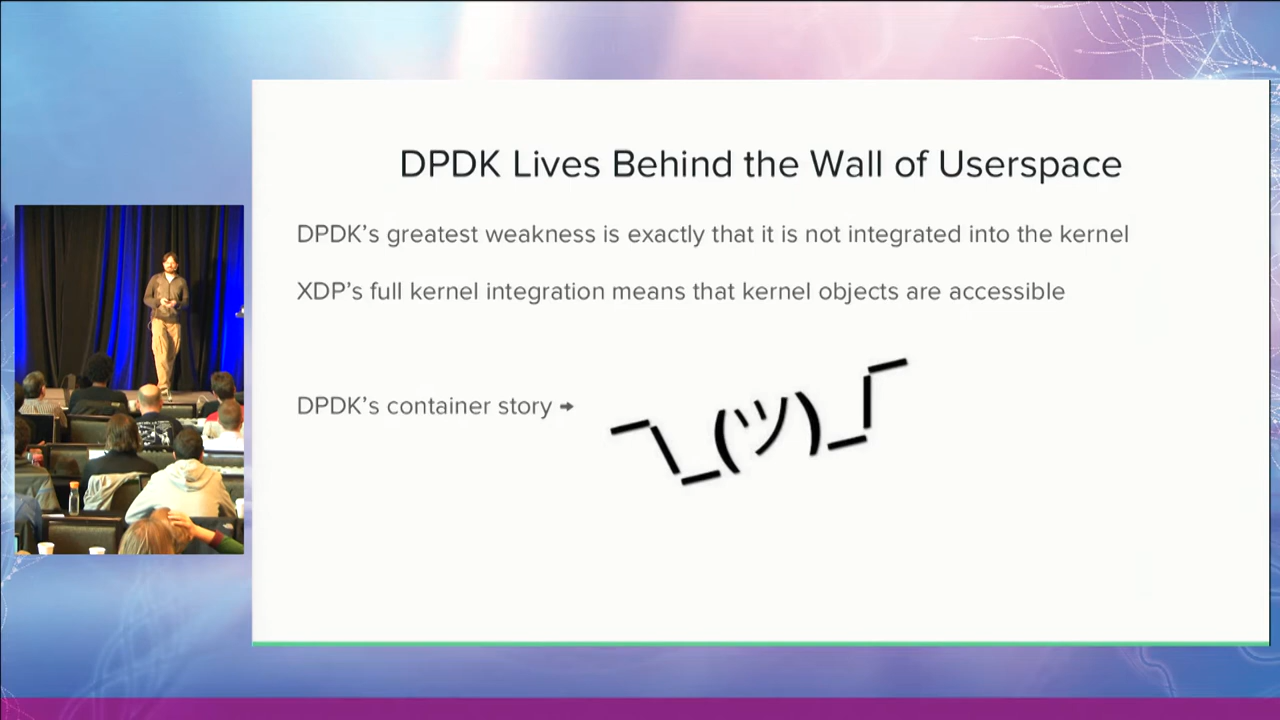 DPDK Lives Behind the Wall of Userspace
DPDK's greatest weakness is exactly that it is not integrated into the kernel
XDP's full kernel integration means that kernel objects are accessible
DPDK's container story → ¯\_(ツ)_/¯